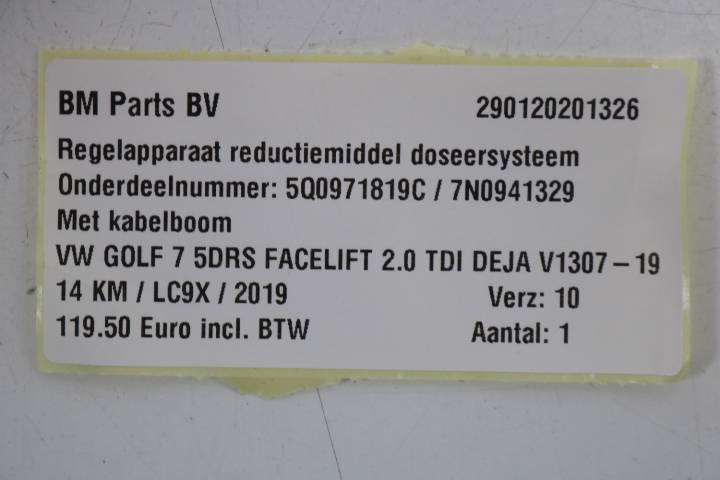 BM Parts BV 290120201326
Regelapparaat reductiemiddel doseersysteem
Onderdeelnummer: 5Q0971819C / 7N0941329
Met kabelboom
VW GOLF 7 5DRS FACELIFT 2.0 TDI DEJA V1307-19
14 KM / LC9X / 2019 Verz: 10
119.50 Euro incl. BTW Aantal: 1